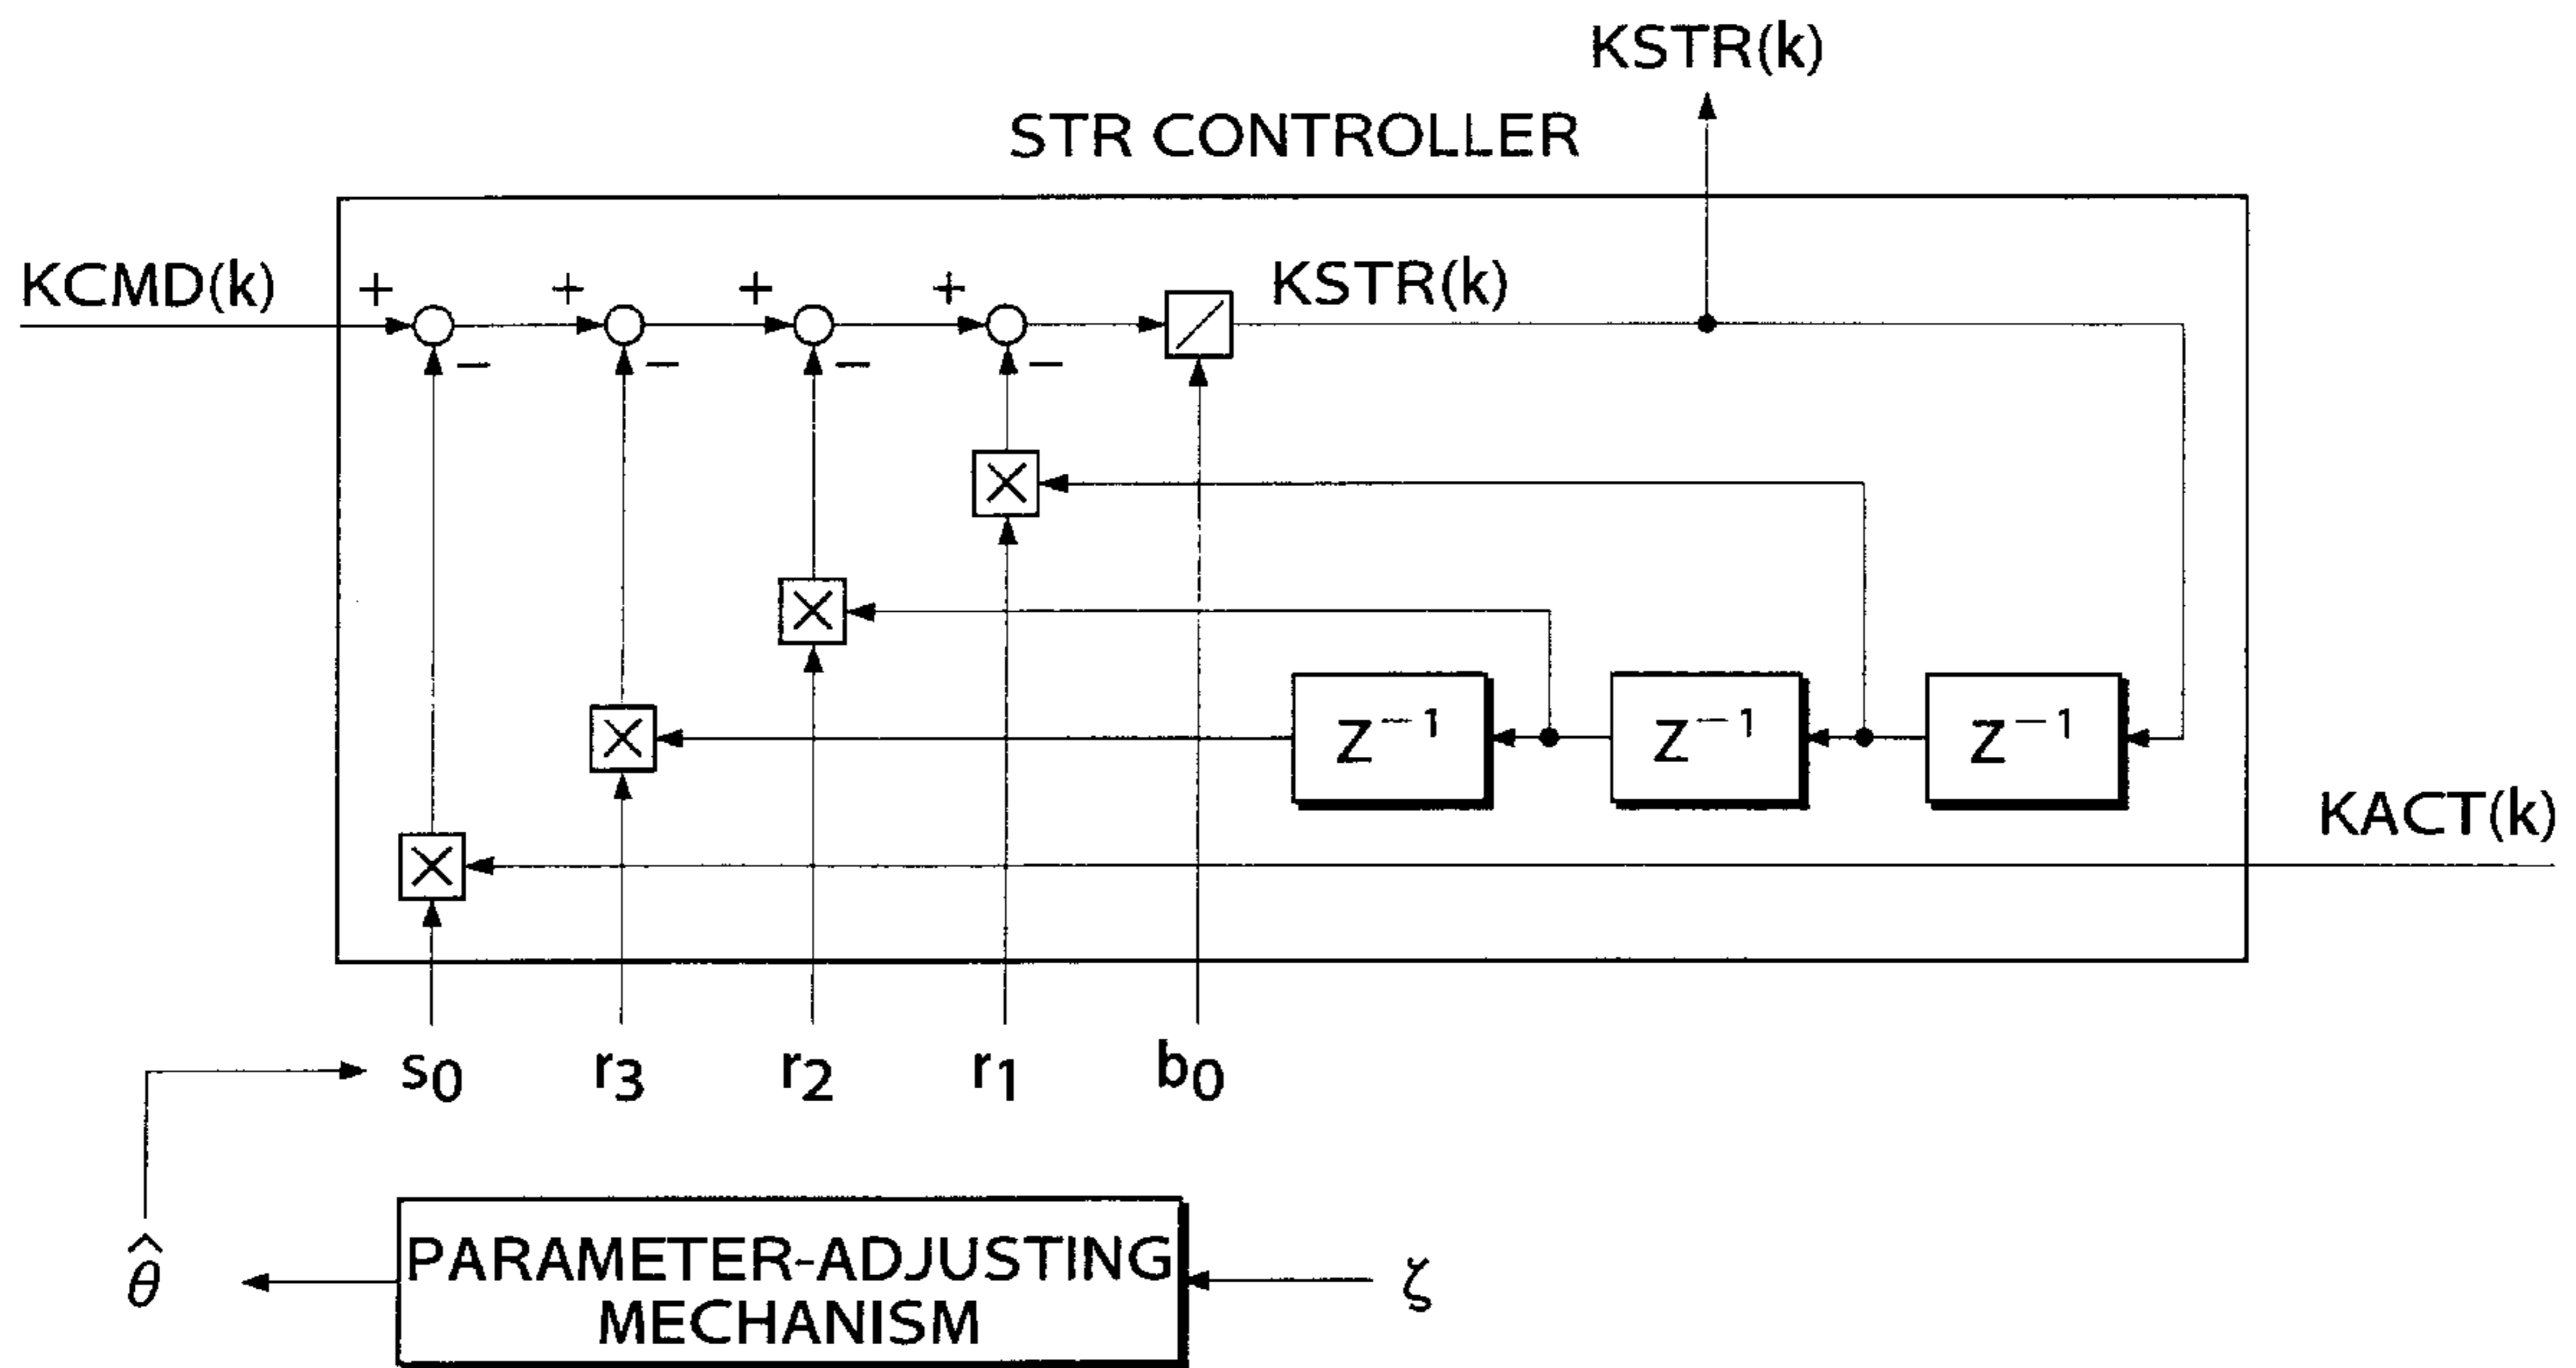 KSTR(k)
STR CONTROLLER
KCMD(k) + + + + KSTR(k)
− − − −
×
×
× Z⁻¹ Z⁻¹ Z⁻¹
KACT(k)
×
s₀ r₃ r₂ r₁ b₀
θ̂
PARAMETER-ADJUSTING
MECHANISM
ζ